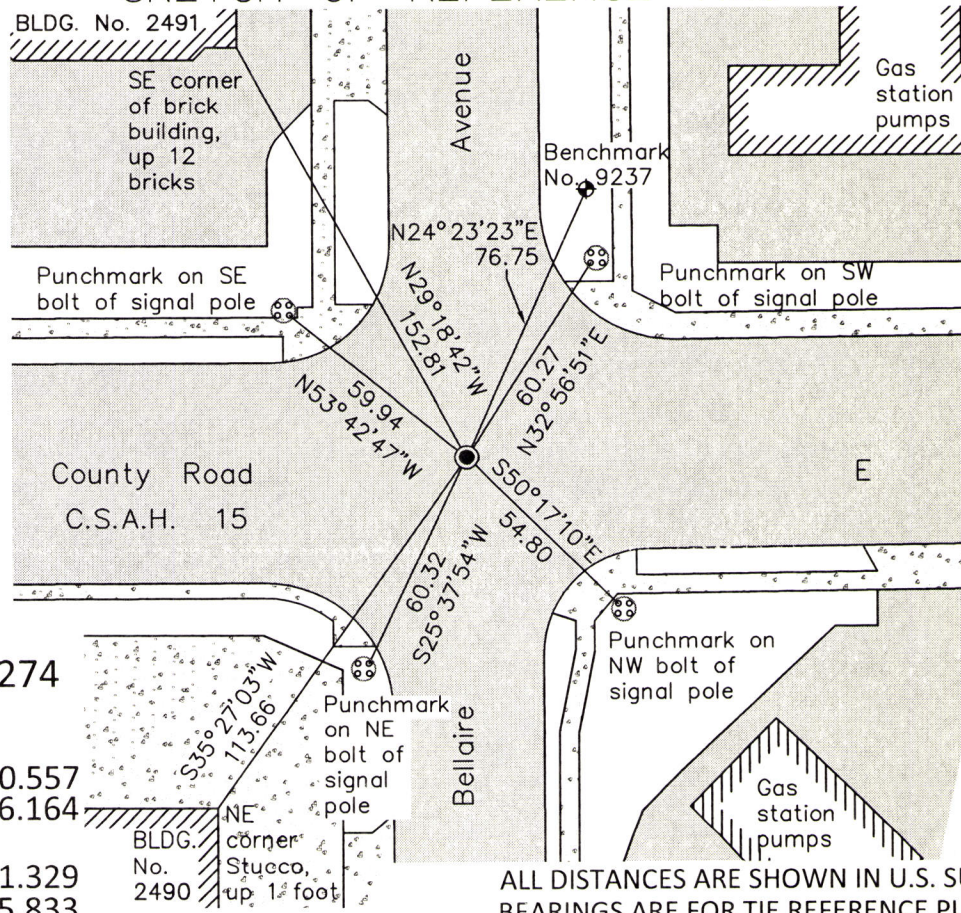 BLDG. No. 2491
SE corner
of brick
building,
up 12
bricks
Avenue
Gas
station
pumps
Benchmark
No. 9237
N24°23'23"E
76.75
Punchmark on SE
bolt of signal pole
Punchmark on SW
bolt of signal pole
N29°18'42"W
152.81
60.27
N32°56'51"E
59.94
N53°42'47"W
County Road
C.S.A.H. 15
E
S50°17'10"E
54.80
60.32
S25°37'54"W
Punchmark on
NW bolt of
signal pole
274
S35°27'03"W
113.66
Punchmark
on NE
bolt of
signal
pole
Bellaire
0.557
6.164
Gas
station
pumps
BLDG.
No.
2490
NE
corner
Stucco,
up 1 foot
1.329
5.833
ALL DISTANCES ARE SHOWN IN U.S.
BEARINGS ARE FOR TIE REFERENCE